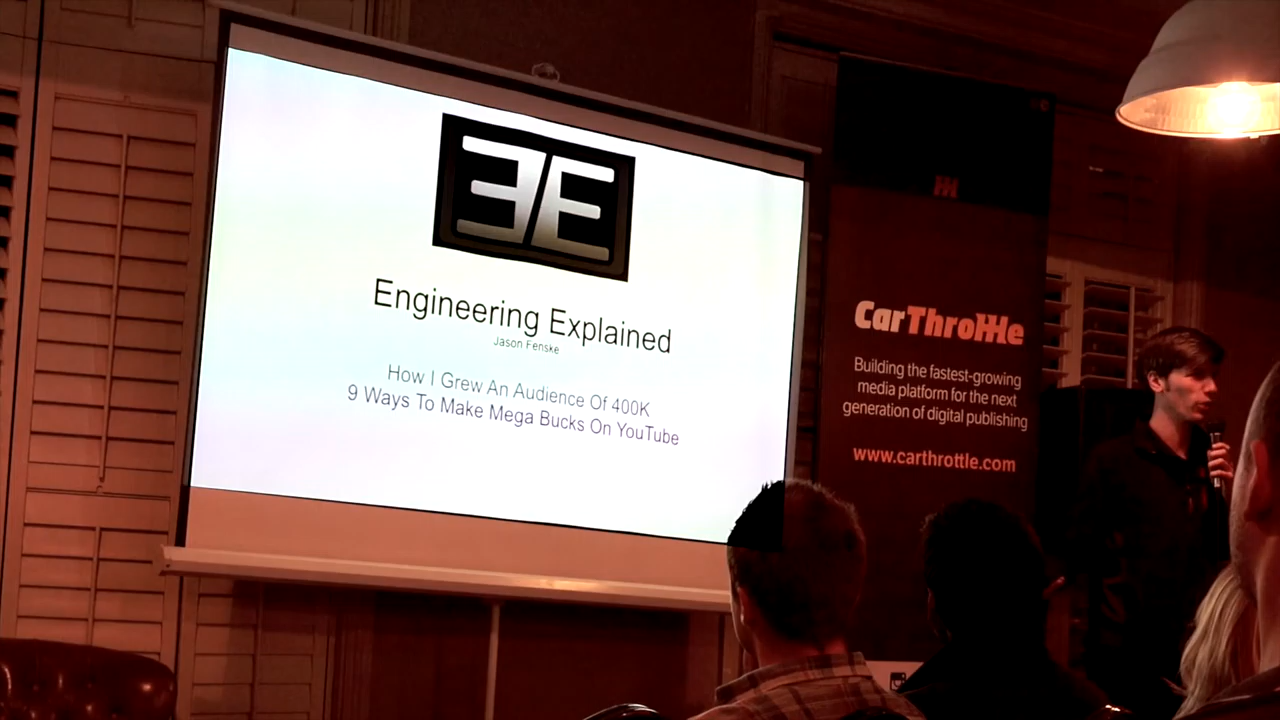 Engineering Explained
Jason Fenske
How I Grew An Audience Of 400K
9 Ways To Make Mega Bucks On YouTube
CarThrottle
Building the fastest-growing
media platform for the next
generation of digital publishing
www.carthrottle.com